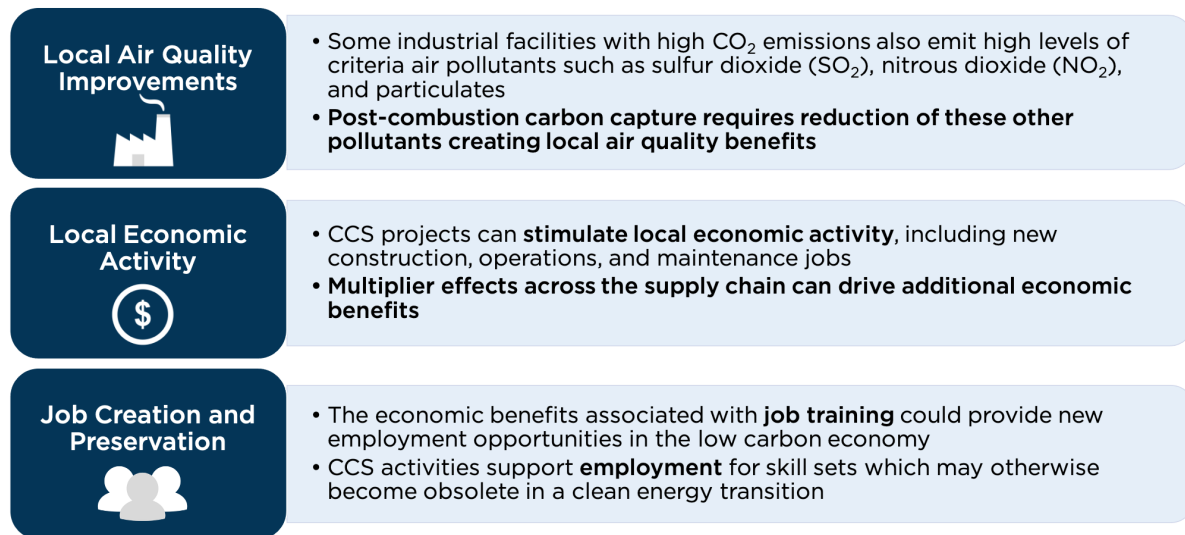 Local Air Quality
Improvements
• Some industrial facilities with high CO₂ emissions also emit high levels of
criteria air pollutants such as sulfur dioxide (SO₂), nitrous dioxide (NO₂),
and particulates
• Post-combustion carbon capture requires reduction of these other
pollutants creating local air quality benefits
Local Economic
Activity
$
• CCS projects can stimulate local economic activity, including new
construction, operations, and maintenance jobs
• Multiplier effects across the supply chain can drive additional economic
benefits
Job Creation and
Preservation
• The economic benefits associated with job training could provide new
employment opportunities in the low carbon economy
• CCS activities support employment for skill sets which may otherwise
become obsolete in a clean energy transition